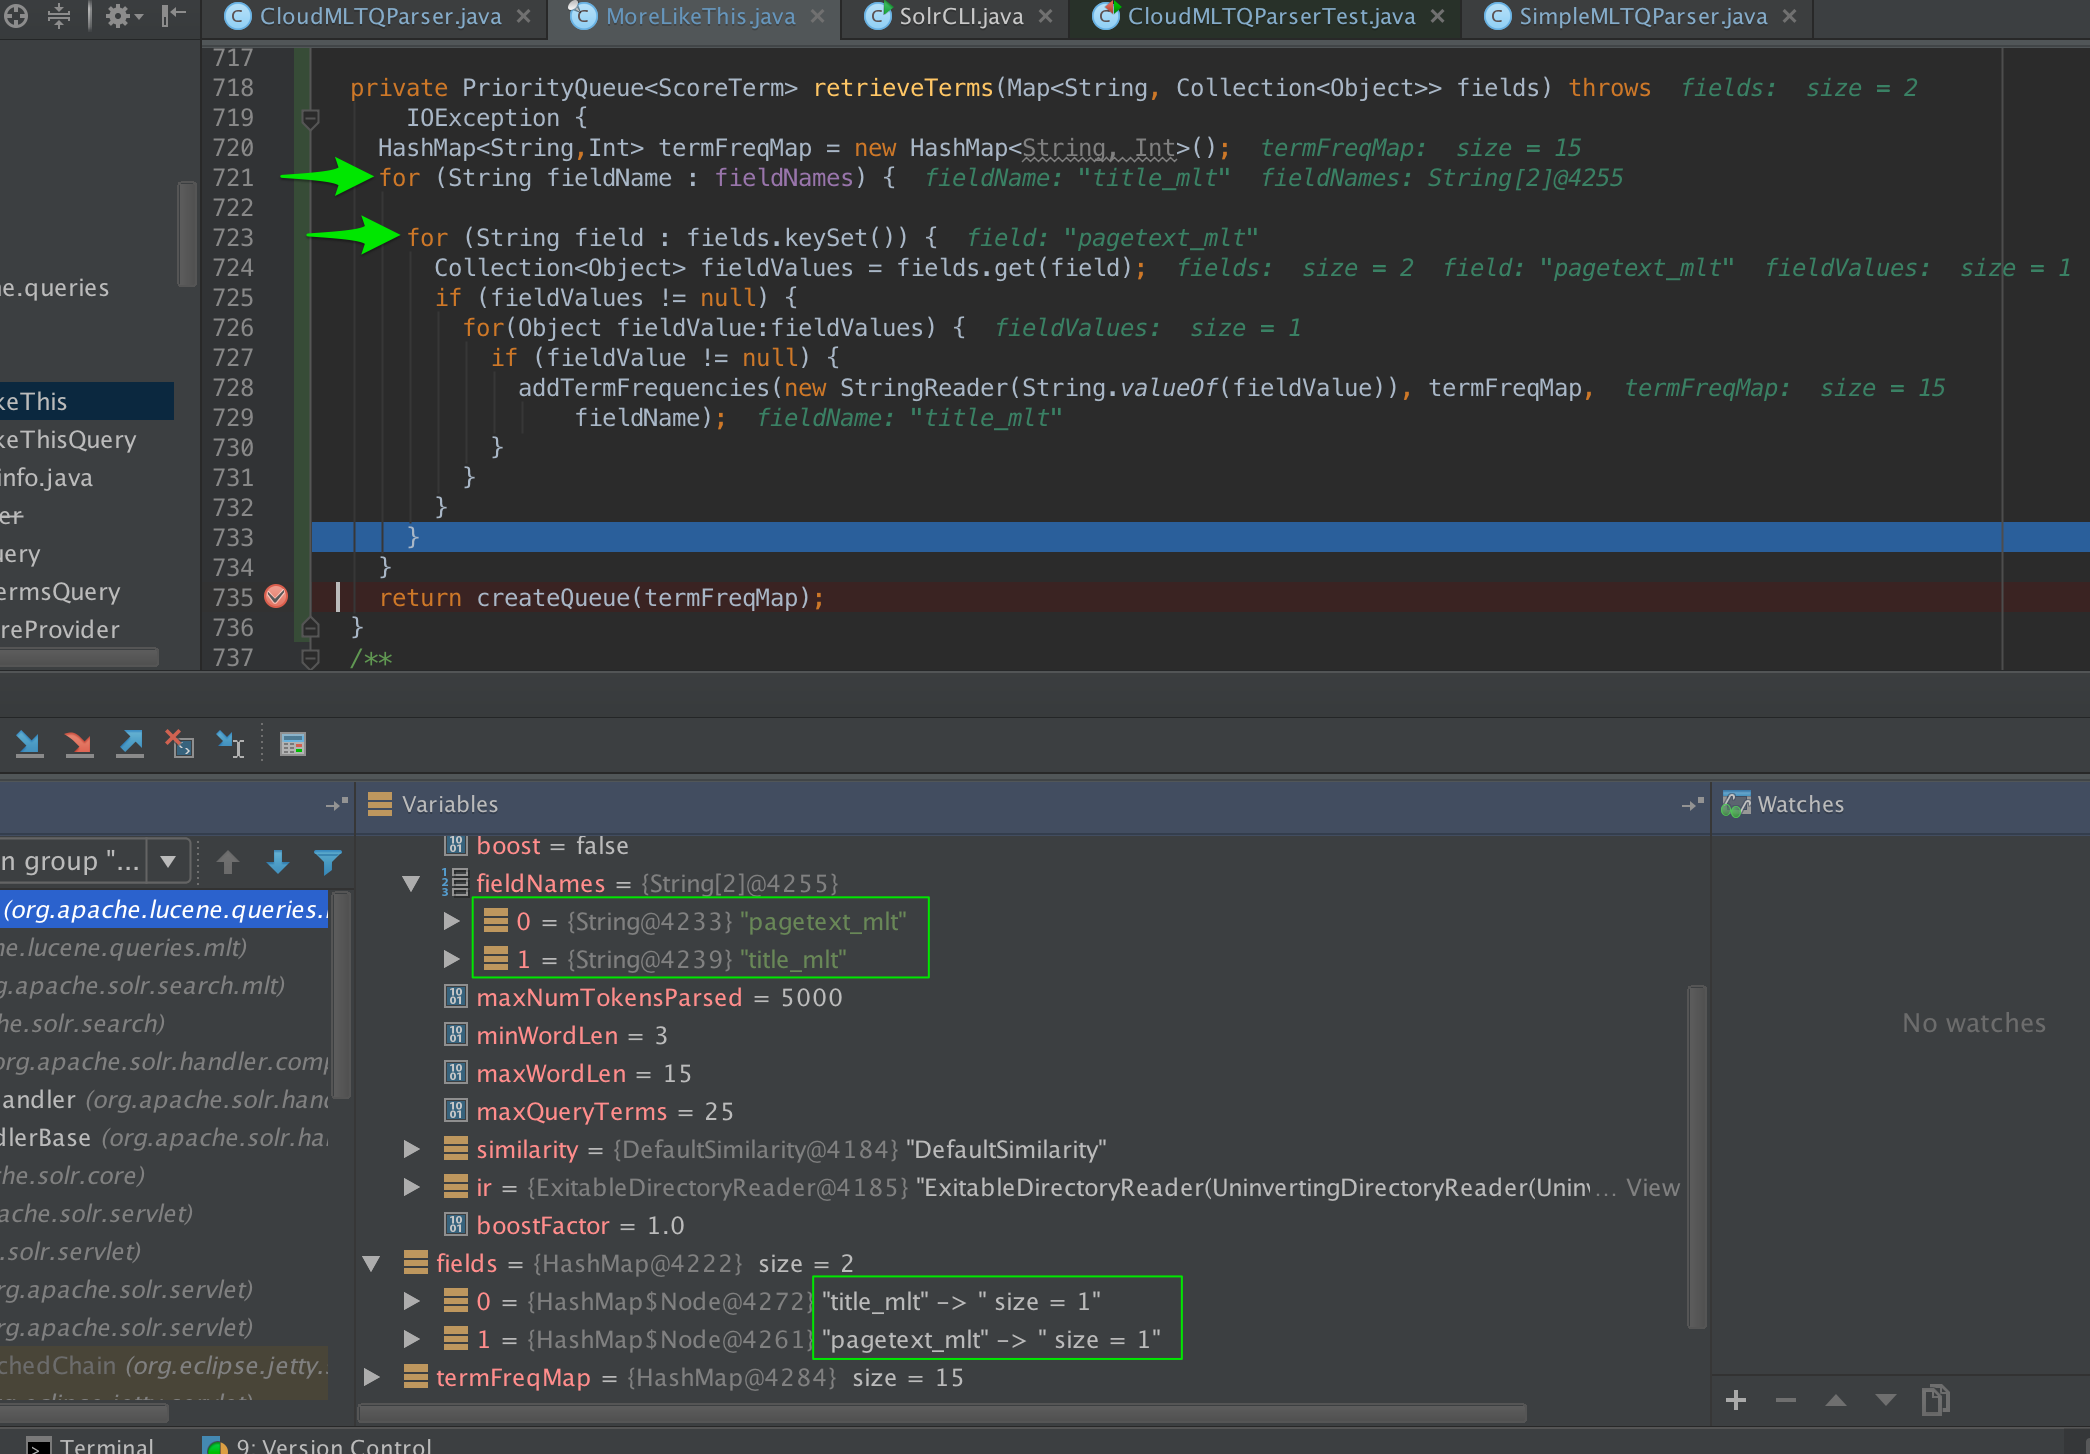 CloudMLTQParser.java
MoreLikeThis.java
SolrCLI.java
CloudMLTQParserTest.java
SimpleMLTQParser.java
717
718 private PriorityQueue<ScoreTerm> retrieveTerms(Map<String, Collection<Object>> fields) throws fields: size = 2
719 IOException {
720 HashMap<String,Int> termFreqMap = new HashMap<String, Int>(); termFreqMap: size = 15
721 for (String fieldName : fieldNames) { fieldName: "title_mlt" fieldNames: String[2]@4255
722
723 for (String field : fields.keySet()) { field: "pagetext_mlt"
724 Collection<Object> fieldValues = fields.get(field); fields: size = 2 field: "pagetext_mlt" fieldValues: size = 1
725 if (fieldValues != null) {
726 for(Object fieldValue:fieldValues) { fieldValues: size = 1
727 if (fieldValue != null) {
728 addTermFrequencies(new StringReader(String.valueOf(fieldValue)), termFreqMap, termFreqMap: size = 15
729 fieldName); fieldName: "title_mlt"
730 }
731 }
732 }
733 }
734 }
735 return createQueue(termFreqMap);
736 }
737 /**
e.queries
keThis
keThisQuery
info.java
er
uery
ermsQuery
reProvider
Variables
Watches
n group "...
(org.apache.lucene.queries.
ne.lucene.queries.mlt)
g.apache.solr.search.mlt)
he.solr.search)
org.apache.solr.handler.comp
andler (org.apache.solr.hand
dlerBase (org.apache.solr.ha
he.solr.core)
ache.solr.servlet)
.solr.servlet)
rg.apache.solr.servlet)
rg.apache.solr.servlet)
chedChain (org.eclipse.jetty..
boost = false
fieldNames = {String[2]@4255}
0 = {String@4233} "pagetext_mlt"
1 = {String@4239} "title_mlt"
maxNumTokensParsed = 5000
minWordLen = 3
maxWordLen = 15
maxQueryTerms = 25
similarity = {DefaultSimilarity@4184} "DefaultSimilarity"
ir = {ExitableDirectoryReader@4185} "ExitableDirectoryReader(UninvertingDirectoryReader(Uninv... View
boostFactor = 1.0
fields = {HashMap@4222} size = 2
0 = {HashMap$Node@4272} "title_mlt" -> " size = 1"
1 = {HashMap$Node@4261} "pagetext_mlt" -> " size = 1"
termFreqMap = {HashMap@4284} size = 15
No watches
Terminal
9: Version Control